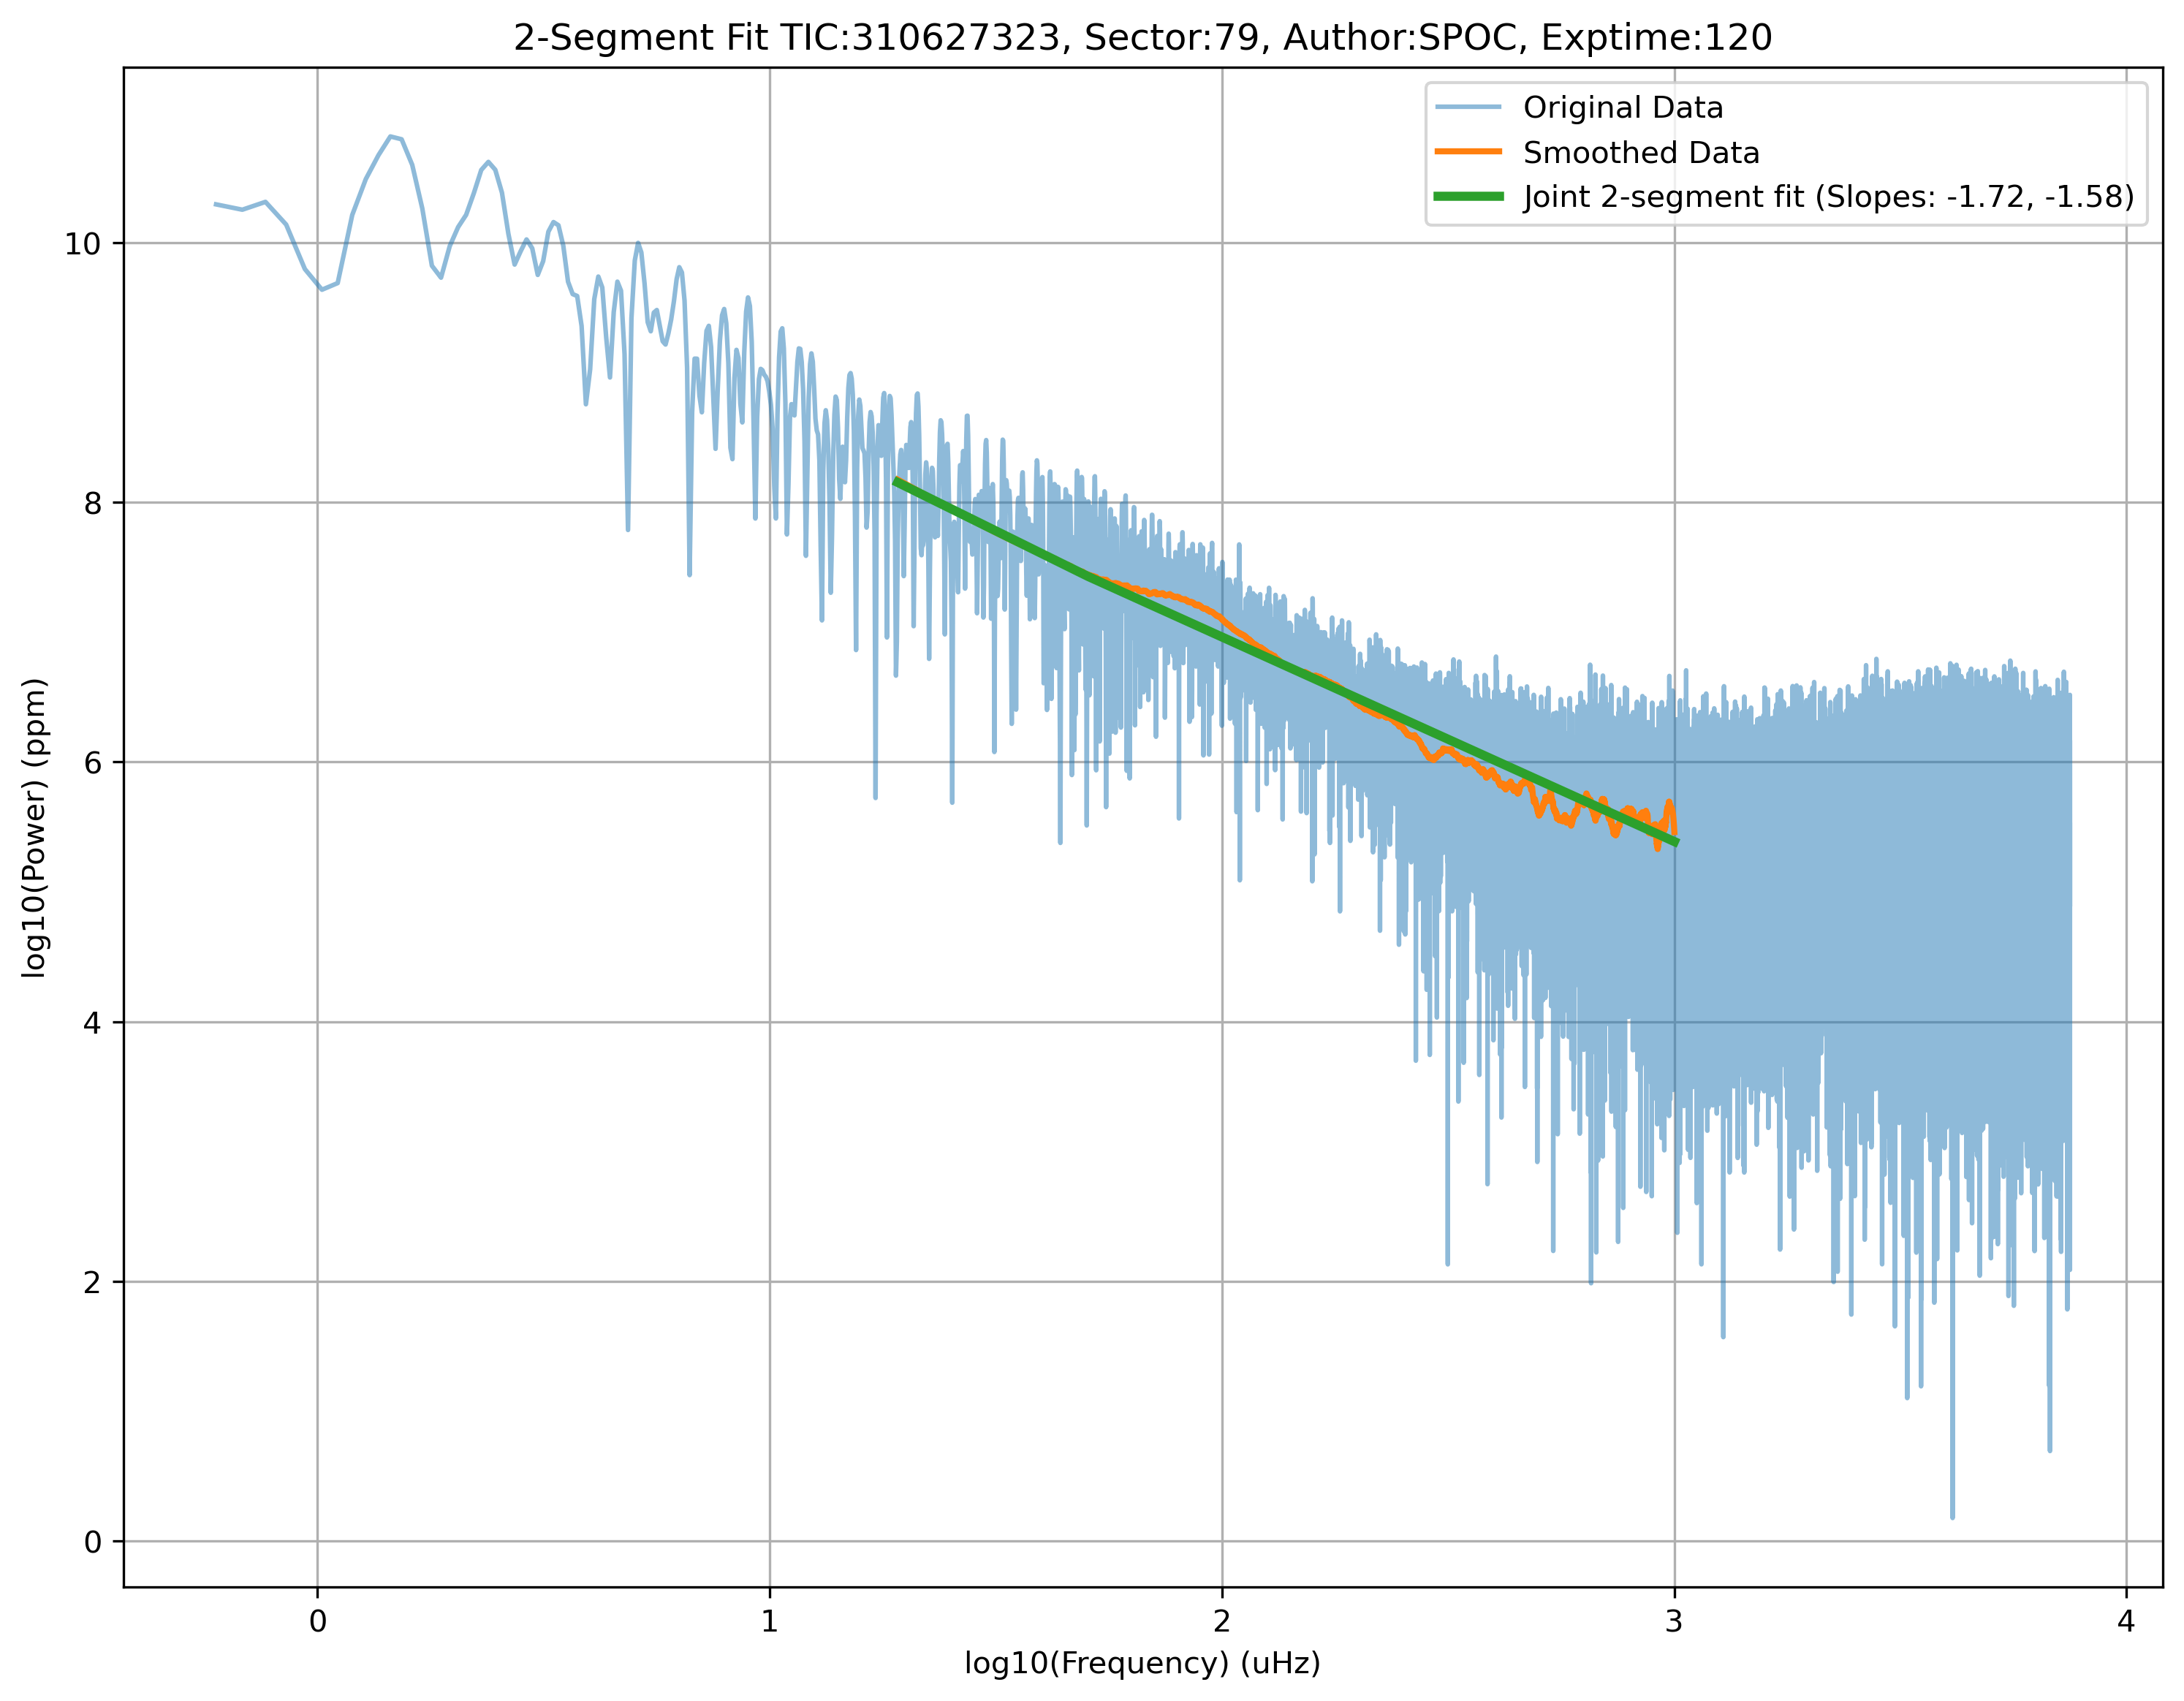 2-Segment Fit TIC:310627323, Sector:79, Author:SPOC, Exptime:120
Original Data
Smoothed Data
Joint 2-segment fit (Slopes: -1.72, -1.58)
log10(Power) (ppm)
10
8
6
4
2
0
0 1 2 3 4
log10(Frequency) (uHz)